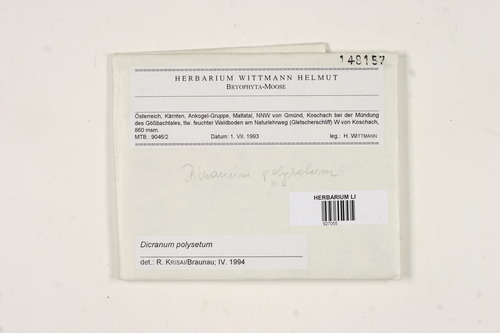 148157
HERBARIUM WITTMANN HELMUT
BRYOPHYTA-MOOSE
Österreich, Kärnten, Ankogel-Gruppe, Maltatal, NNW von Gmünd, Koschach bei der Mündung
des Gößbachtales, tlw. feuchter Waldboden am Naturlehrweg (Gletscherschliff) W von Koschach,
860 msm.
MTB.: 9046/2 Datum: 1. VII. 1993 leg.: H. WITTMANN
Dicranum polysetum
HERBARIUM LI
927055
Dicranum polysetum
det.: R. KRISAI/Braunau; IV. 1994